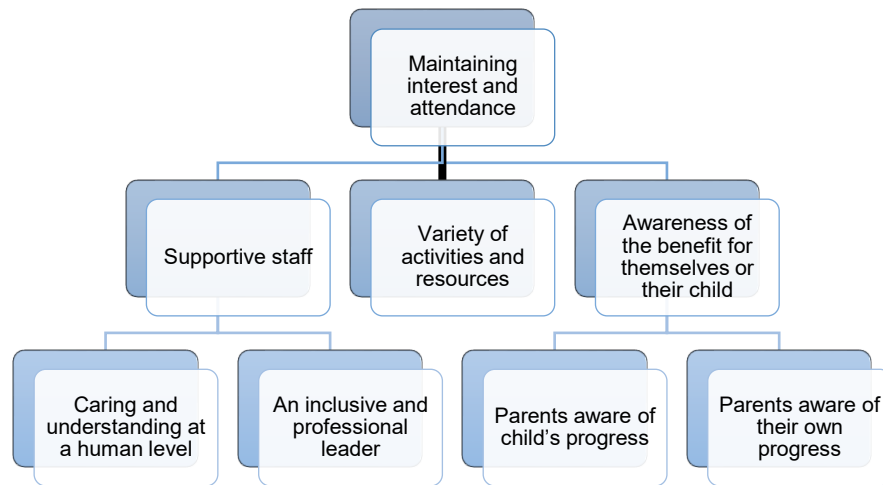 Maintaining
interest and
attendance
Supportive staff
Variety of
activities and
resources
Awareness of
the benefit for
themselves or
their child
Caring and
understanding at
a human level
An inclusive and
professional
leader
Parents aware of
child’s progress
Parents aware of
their own
progress